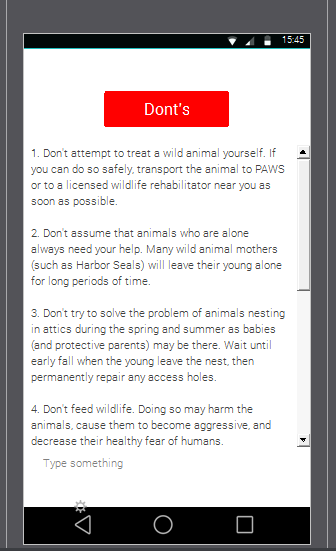 15:45
Dont's
1. Don't attempt to treat a wild animal yourself. If
you can do so safely, transport the animal to PAWS
or to a licensed wildlife rehabilitator near you as
soon as possible.
2. Don't assume that animals who are alone
always need your help. Many wild animal mothers
(such as Harbor Seals) will leave their young alone
for long periods of time.
3. Don't try to solve the problem of animals nesting
in attics during the spring and summer as babies
(and protective parents) may be there. Wait until
early fall when the young leave the nest, then
permanently repair any access holes.
4. Don't feed wildlife. Doing so may harm the
animals, cause them to become aggressive, and
decrease their healthy fear of humans.
Type something